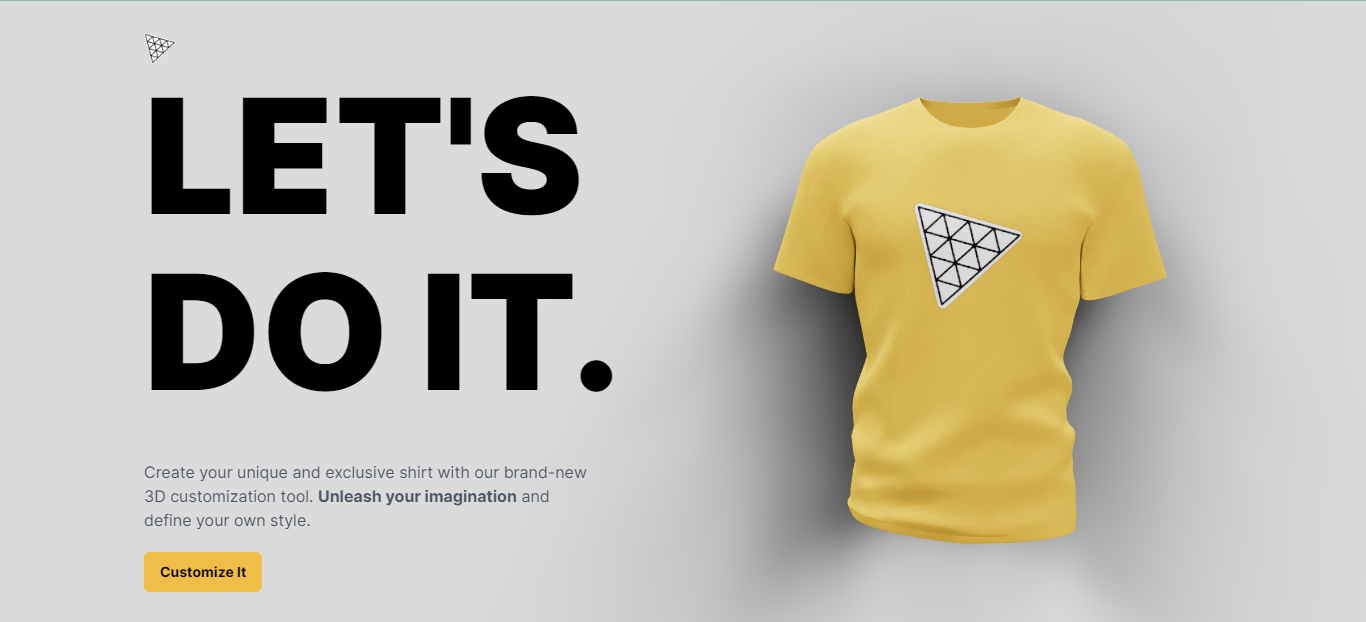 LET'S
DO IT.
Create your unique and exclusive shirt with our brand-new
3D customization tool. Unleash your imagination and
define your own style.
Customize It